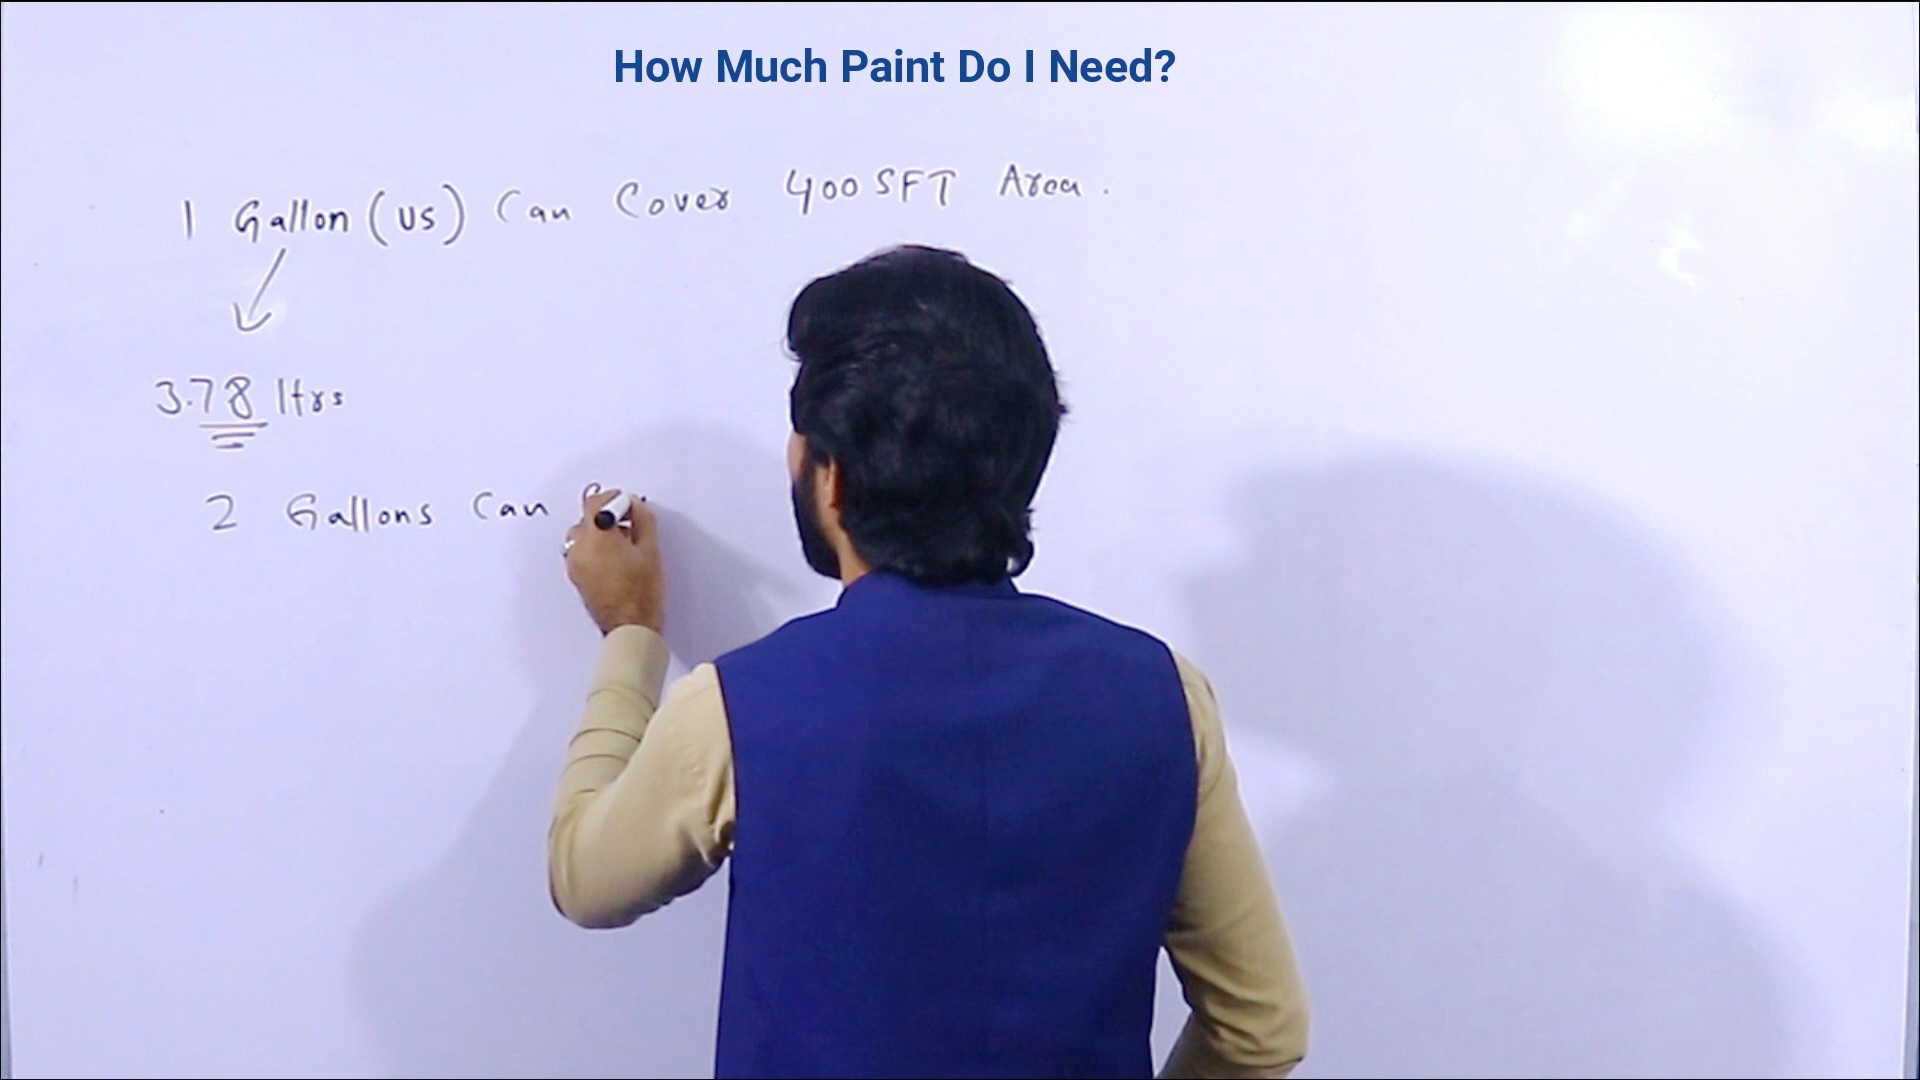 How Much Paint Do I Need?
1 Gallon (US) Can Cover 400 SFT Area.
3.78 ltrs
2 Gallons Can